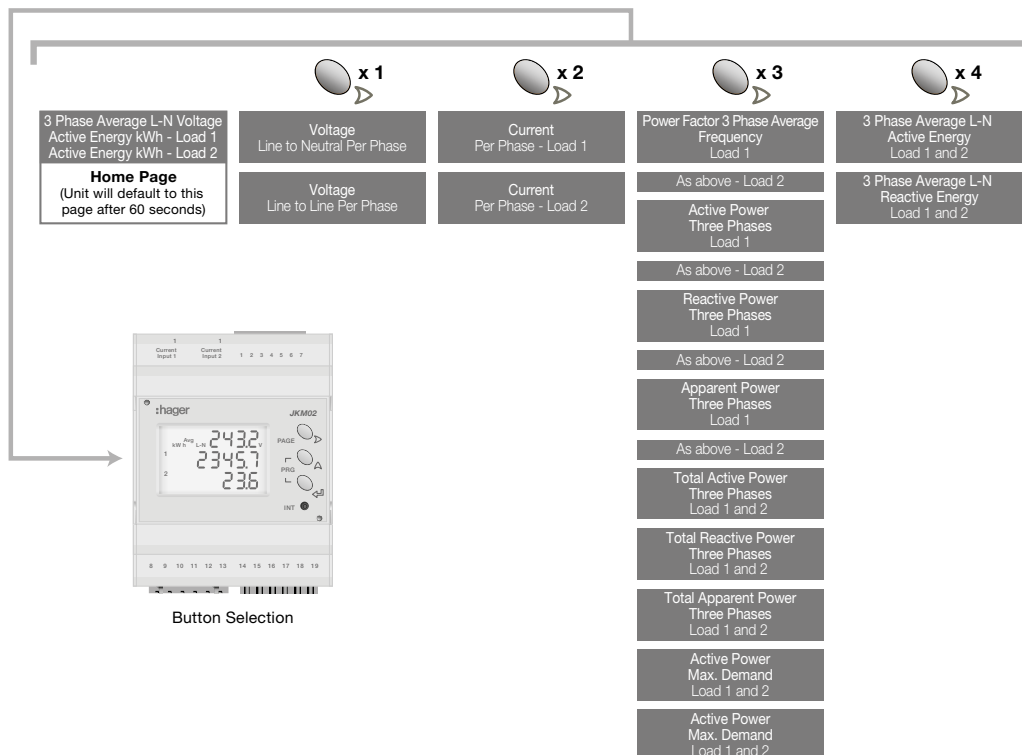 x 1
x 2
x 3
x 4
3 Phase Average L-N Voltage
Active Energy kWh - Load 1
Active Energy kWh - Load 2
Home Page
(Unit will default to this
page after 60 seconds)
Voltage
Line to Neutral Per Phase
Voltage
Line to Line Per Phase
Current
Per Phase - Load 1
Current
Per Phase - Load 2
Power Factor 3 Phase Average
Frequency
Load 1
As above - Load 2
Active Power
Three Phases
Load 1
As above - Load 2
Reactive Power
Three Phases
Load 1
As above - Load 2
Apparent Power
Three Phases
Load 1
As above - Load 2
Total Active Power
Three Phases
Load 1 and 2
Total Reactive Power
Three Phases
Load 1 and 2
Total Apparent Power
Three Phases
Load 1 and 2
Active Power
Max. Demand
Load 1 and 2
Active Power
Max. Demand
Load 1 and 2
3 Phase Average L-N
Active Energy
Load 1 and 2
3 Phase Average L-N
Reactive Energy
Load 1 and 2
1 1
Current Input 1
Current Input 2
1 2 3 4 5 6 7
:hager
JKM02
kWh Avg L-N 243.2 V
1 2345.7
2 23.6
PAGE
PRG
INT
8 9 10 11 12 13 14 15 16 17 18 19
Button Selection